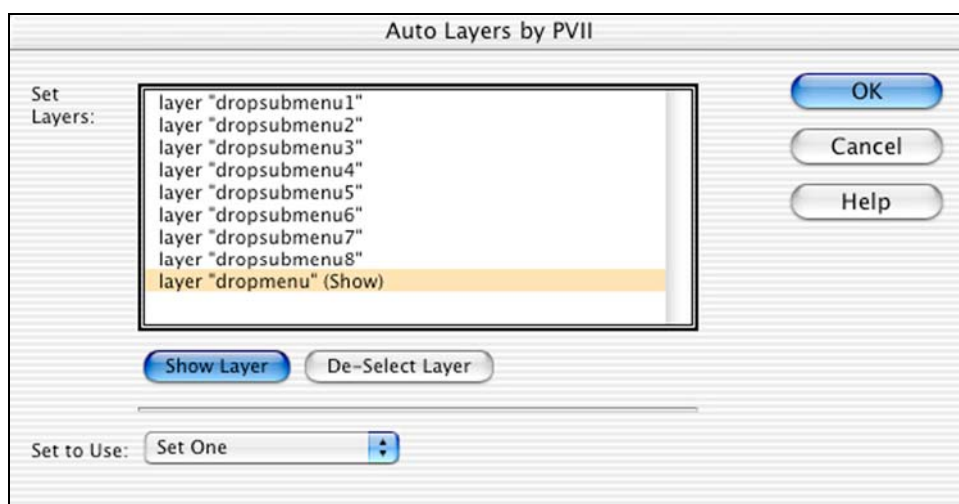 Auto Layers by PVII
Set
Layers:
layer "dropsubmenu1"
layer "dropsubmenu2"
layer "dropsubmenu3"
layer "dropsubmenu4"
layer "dropsubmenu5"
layer "dropsubmenu6"
layer "dropsubmenu7"
layer "dropsubmenu8"
layer "dropmenu" (Show)
OK
Cancel
Help
Show Layer
De-Select Layer
Set to Use:
Set One